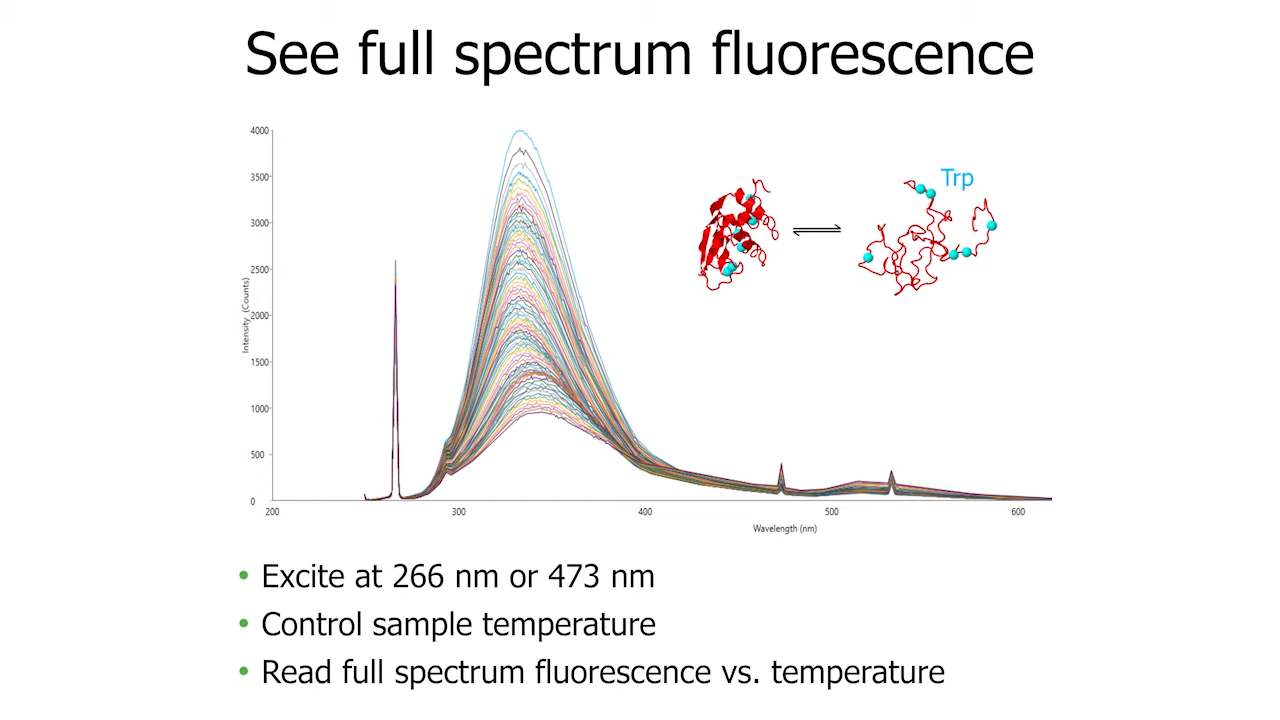 See full spectrum fluorescence
4000
3500
3000
2500
2000
1500
1000
500
0
Intensity (Counts)
200
300
400
500
600
Wavelength (nm)
Trp
• Excite at 266 nm or 473 nm
• Control sample temperature
• Read full spectrum fluorescence vs. temperature